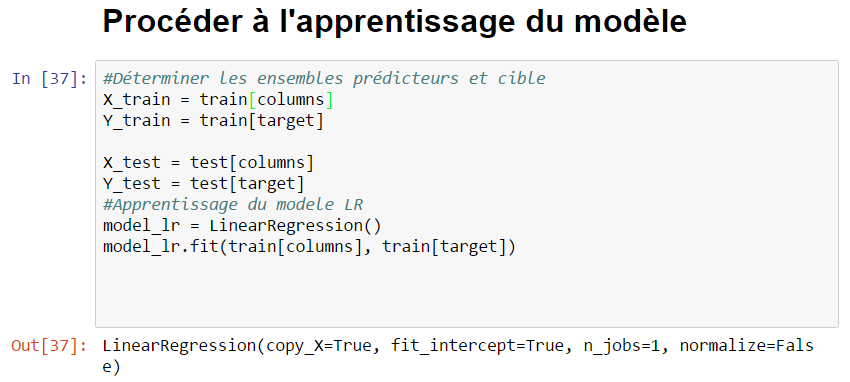 Procéder à l'apprentissage du modèle
In [37]: #Déterminer les ensembles prédicteurs et cible
X_train = train[columns]
Y_train = train[target]
X_test = test[columns]
Y_test = test[target]
#Apprentissage du modele LR
model_lr = LinearRegression()
model_lr.fit(train[columns], train[target])
Out[37]: LinearRegression(copy_X=True, fit_intercept=True, n_jobs=1, normalize=Fals
e)